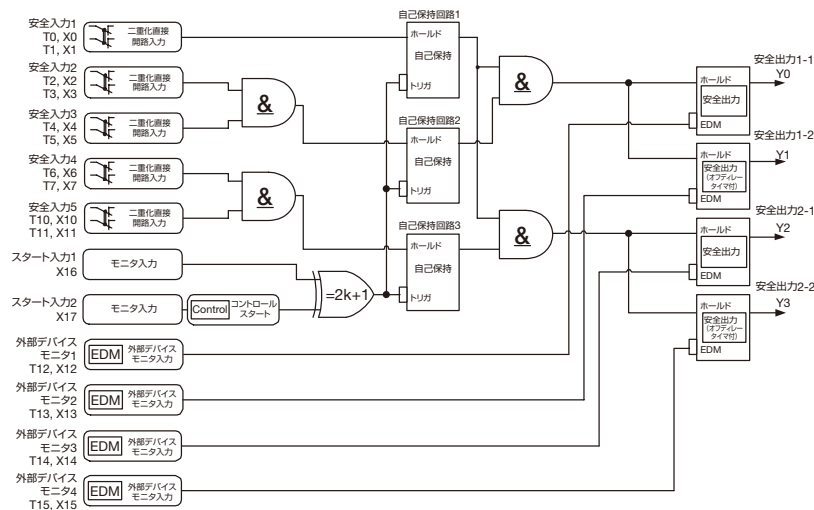 安全入力1
T0, X0
T1, X1
二重化直接
開路入力
安全入力2
T2, X2
T3, X3
二重化直接
開路入力
安全入力3
T4, X4
T5, X5
二重化直接
開路入力
安全入力4
T6, X6
T7, X7
二重化直接
開路入力
安全入力5
T10, X10
T11, X11
二重化直接
開路入力
スタート入力1
X16
モニタ入力
スタート入力2
X17
モニタ入力
Control
コントロール
スタート
外部デバイス
モニタ1
T12, X12
EDM
外部デバイス
モニタ入力
外部デバイス
モニタ2
T13, X13
EDM
外部デバイス
モニタ入力
外部デバイス
モニタ3
T14, X14
EDM
外部デバイス
モニタ入力
外部デバイス
モニタ4
T15, X15
EDM
外部デバイス
モニタ入力
&
&
=2k+1
自己保持回路1
ホールド
自己保持
トリガ
自己保持回路2
ホールド
自己保持
トリガ
自己保持回路3
ホールド
自己保持
トリガ
&
&
安全出力1-1
Y0
ホールド
安全出力
EDM
安全出力1-2
Y1
ホールド
安全出力
(オフディレー
タイマ付)
EDM
安全出力2-1
Y2
ホールド
安全出力
EDM
安全出力2-2
Y3
ホールド
安全出力
(オフディレー
タイマ付)
EDM